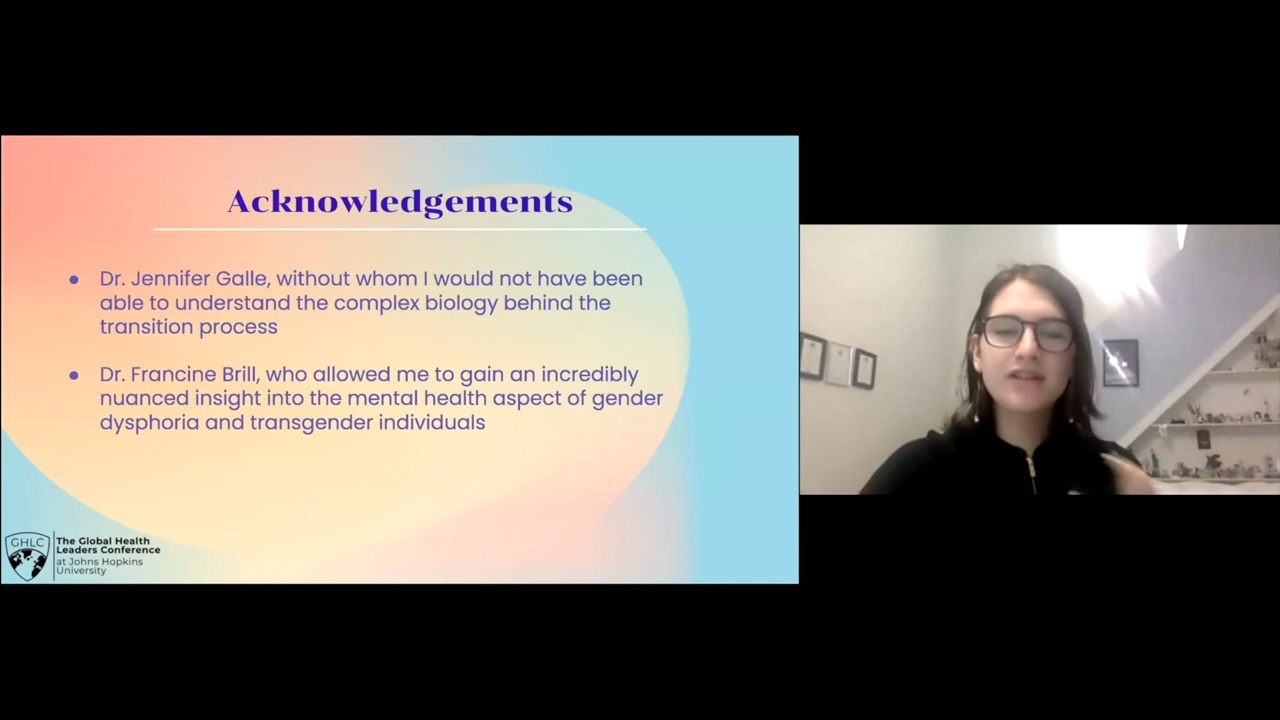 Acknowledgements
● Dr. Jennifer Galle, without whom I would not have been
able to understand the complex biology behind the
transition process
● Dr. Francine Brill, who allowed me to gain an incredibly
nuanced insight into the mental health aspect of gender
dysphoria and transgender individuals
GHLC
The Global Health
Leaders Conference
at Johns Hopkins
University